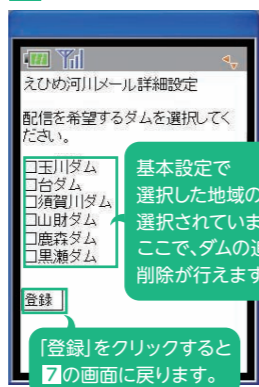 えひめ河川メール詳細設定
配信を希望するダムを選択してく
ださい。
□玉川ダム
□台ダム
□須賀川ダム
□山財ダム
□鹿森ダム
□黒瀬ダム
基本設定で
選択した地域の
選択されていま
ここで、ダムの追
削除が行えます
登録
「登録」をクリックすると
7の画面に戻ります。